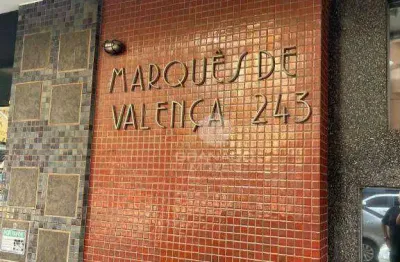 MARQUÊS DE
VALENÇA 243